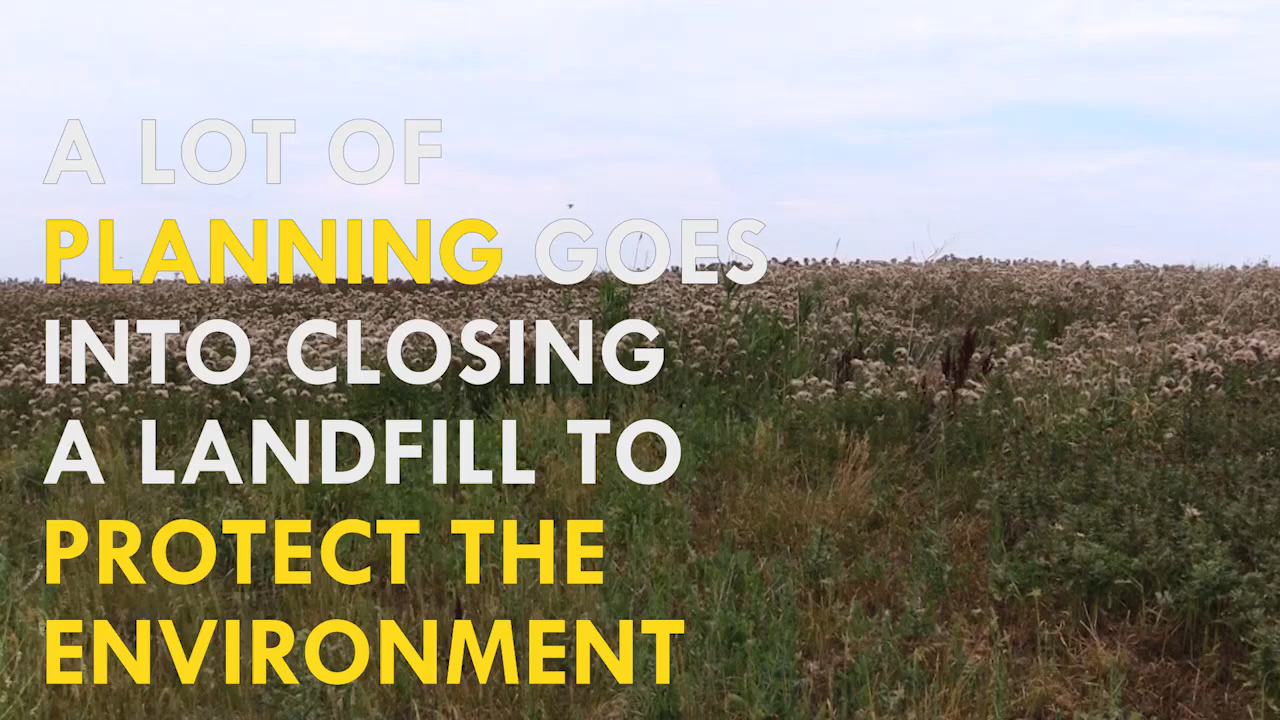 A LOT OF
PLANNING GOES
INTO CLOSING
A LANDFILL TO
PROTECT THE
ENVIRONMENT